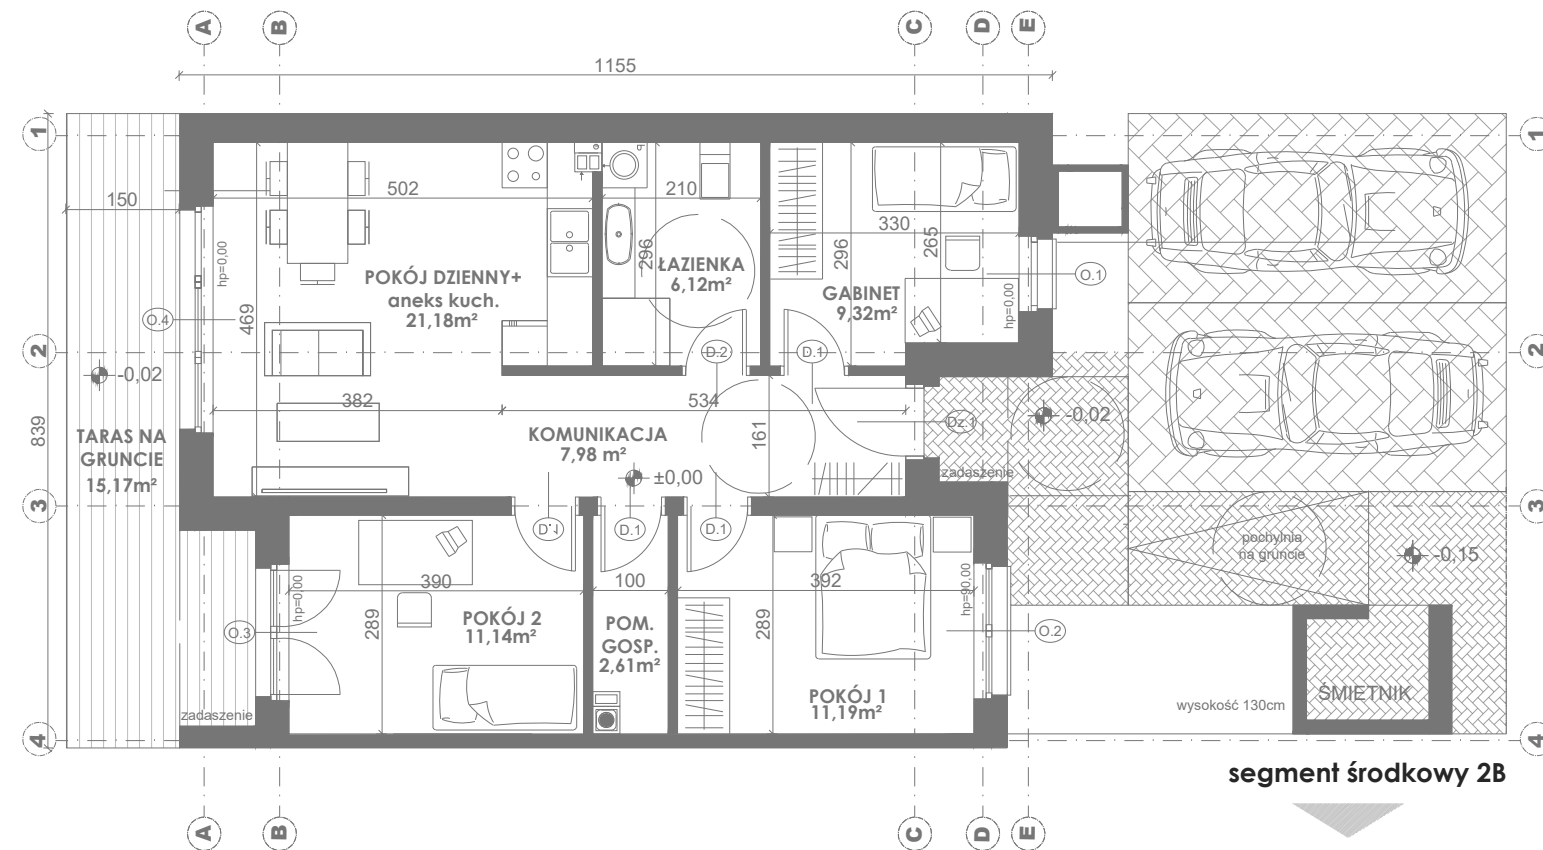 A
B
C
D
E
1155
1
1
150
502
210
330
296
296
265
hp=0,00
POKÓJ DZIENNY+
aneks kuch.
21,18m²
ŁAZIENKA
6,12m²
GABINET
9,32m²
hp=0,00
O.1
O.4
469
2
2
D.2
D.1
-0,02
382
534
839
TARAS NA
GRUNCIE
15,17m²
KOMUNIKACJA
7,98 m²
161
Dz.1
-0,02
±0,00
zadaszenie
3
3
D.1
D.1
D.1
pochylnia
na gruncie
-0,15
390
100
392
hp=0,00
hp=90,00
289
289
O.3
POKÓJ 2
11,14m²
POM.
GOSP.
2,61m²
O.2
POKÓJ 1
11,19m²
ŚMIETNIK
wysokość 130cm
zadaszenie
4
4
segment środkowy 2B
A
B
C
D
E